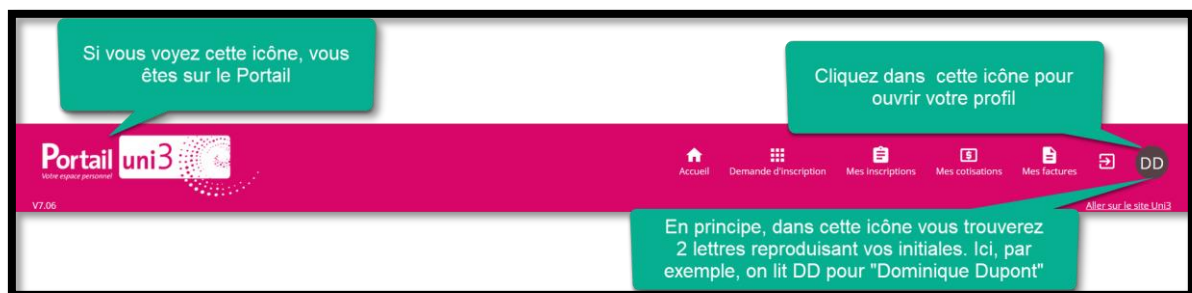 Si vous voyez cette icône, vous
êtes sur le Portail
Cliquez dans cette icône pour
ouvrir votre profil
Portail uni3
Votre espace personnel
Accueil
Demande d'inscription
Mes inscriptions
Mes cotisations
Mes factures
DD
V7.06
Aller sur le site Uni3
En principe, dans cette icône vous trouverez
2 lettres reproduisant vos initiales. Ici, par
exemple, on lit DD pour "Dominique Dupont"